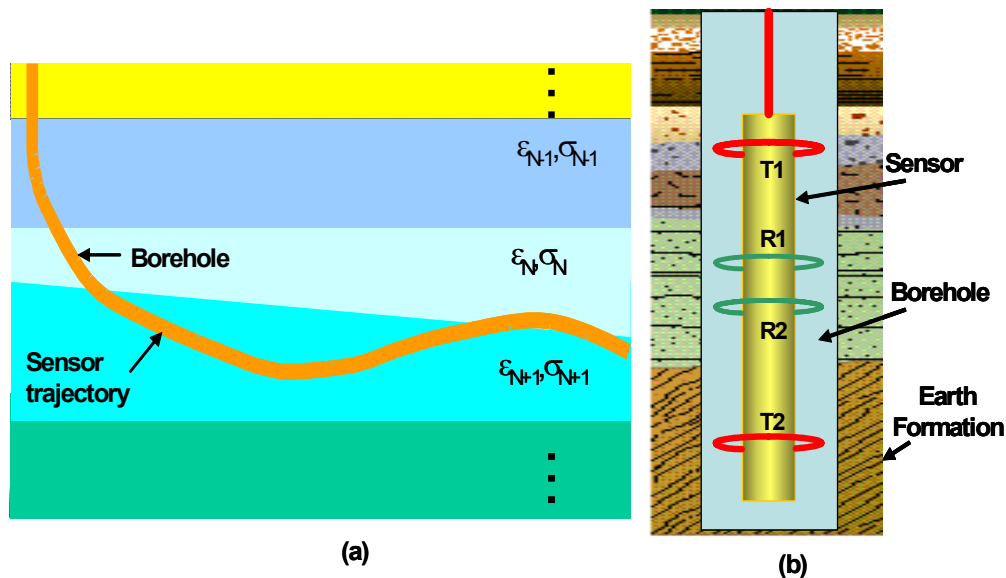 ε_{N-1},σ_{N-1}
Borehole
ε_N,σ_N
Sensor
trajectory
ε_{N+1},σ_{N+1}
(a)
T1
Sensor
R1
Borehole
R2
Earth
Formation
T2
(b)